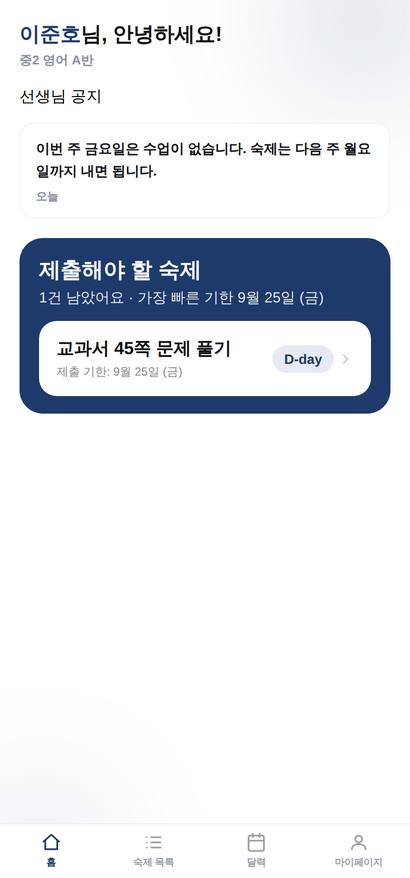 이준호님, 안녕하세요!
중2 영어 A반
선생님 공지
이번 주 금요일은 수업이 없습니다. 숙제는 다음 주 월요
일까지 내면 됩니다.
오늘
제출해야 할 숙제
1건 남았어요 · 가장 빠른 기한 9월 25일 (금)
교과서 45쪽 문제 풀기
제출 기한: 9월 25일 (금)
D-day
홈
숙제 목록
달력
마이페이지